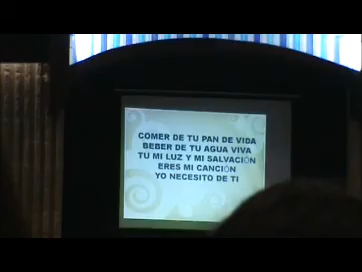 COMER DE TU PAN DE VIDA
BEBER DE TU AGUA VIVA
TU MI LUZ Y MI SALVACIÓN
ERES MI CANCIÓN
YO NECESITO DE TI